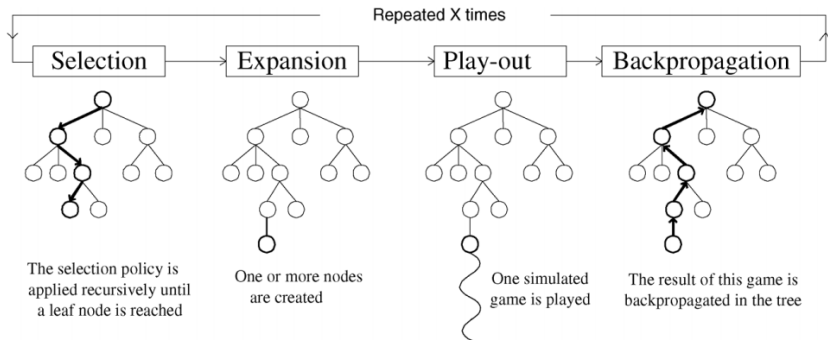 Repeated X times
Selection
Expansion
Play-out
Backpropagation
The selection policy is
applied recursively until
a leaf node is reached
One or more nodes
are created
One simulated
game is played
The result of this game is
backpropagated in the tree